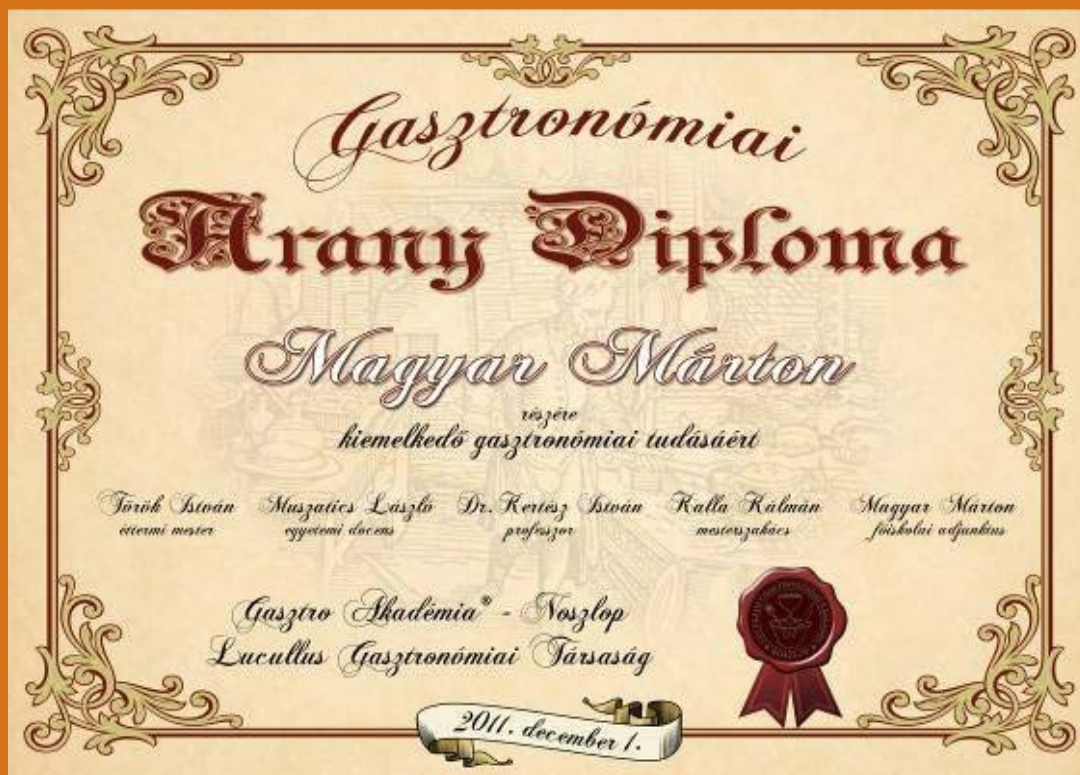 Gasztronómiai
Arany Diploma
Magyar Márton
részére
kiemelkedő gasztronómiai tudásáért
Török István Muszatics László Dr. Kertész István Kalla Kálmán Magyar Márton
éttermi mester egyetemi docens professzor mesterszakács főiskolai adjunktus
Gasztro Akadémia® - Noszlop
Lucullus Gasztronómiai Társaság
2011. december 1.